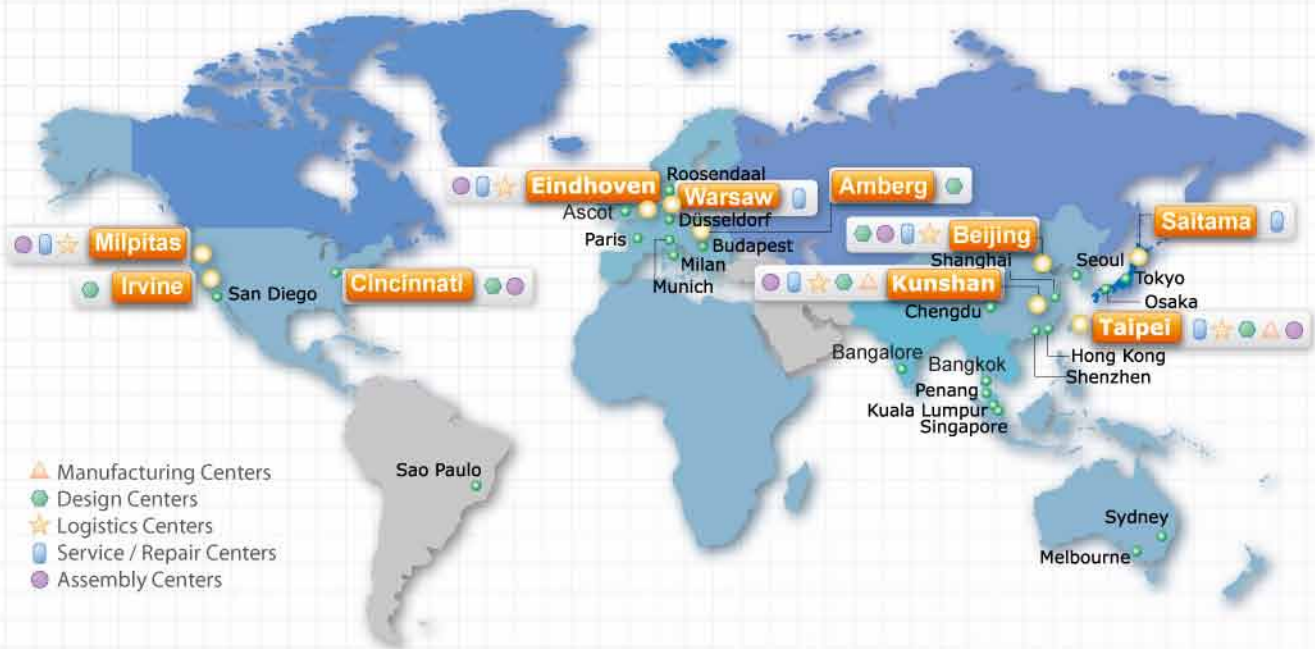 Roosendaal
Eindhoven
Warsaw
Amberg
Ascot
Düsseldorf
Saitama
Milpitas
Paris
Budapest
Beijing
Shanghai
Seoul
Milan
Irvine
San Diego
Cincinnati
Munich
Kunshan
Tokyo
Osaka
Chengdu
Taipei
Bangalore
Hong Kong
Bangkok
Shenzhen
Penang
Kuala Lumpur
Singapore
Sao Paulo
Manufacturing Centers
Design Centers
Logistics Centers
Service / Repair Centers
Assembly Centers
Sydney
Melbourne